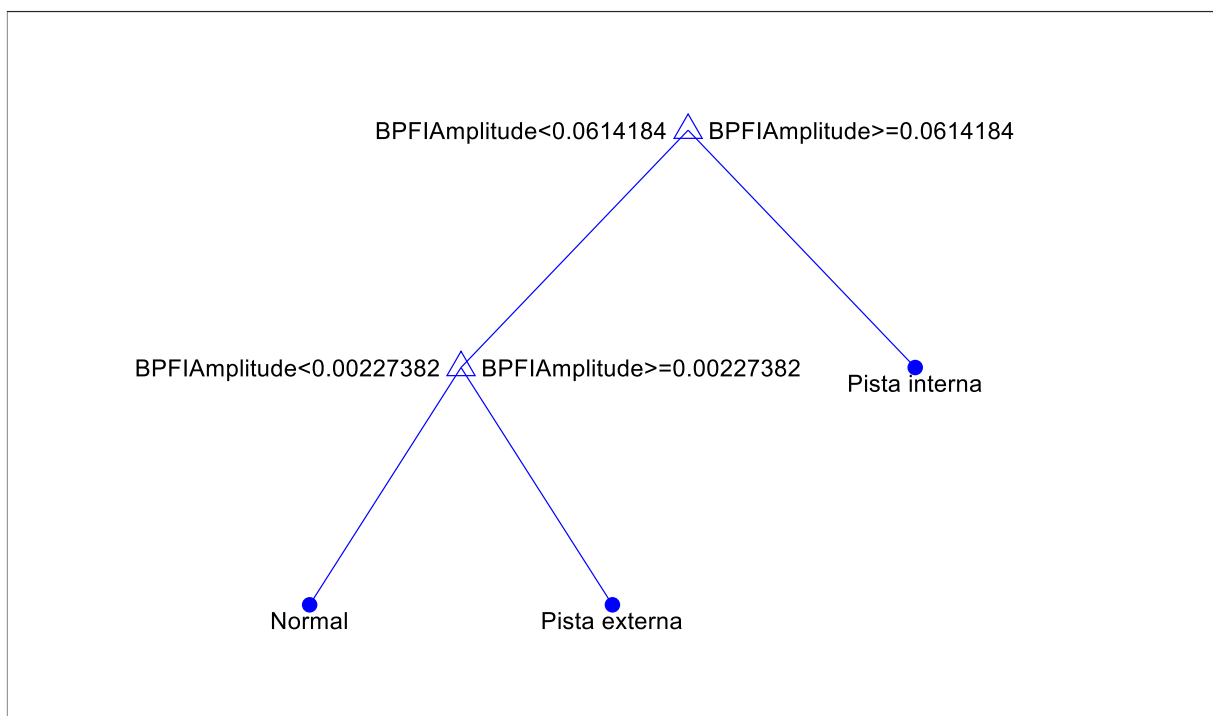 BPFIAmplitude<0.0614184 BPFIAmplitude>=0.0614184
BPFIAmplitude<0.00227382 BPFIAmplitude>=0.00227382
Pista interna
Normal
Pista externa